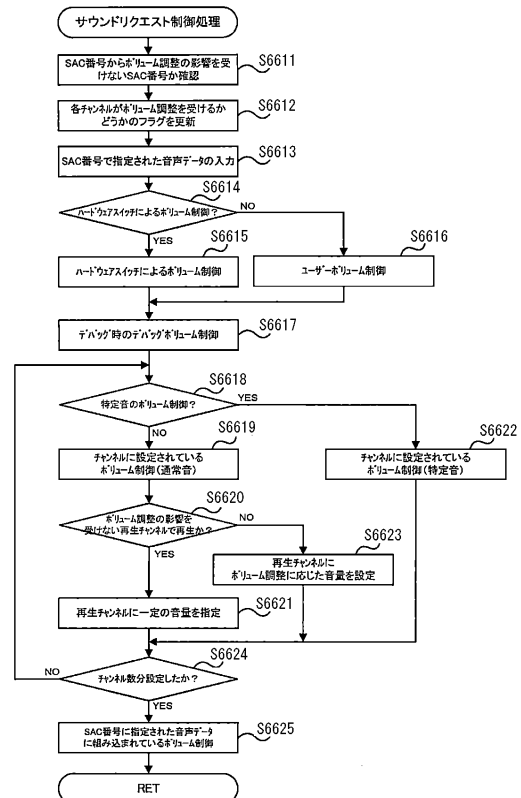 サウンドリクエスト制御処理
SAC番号からボリューム調整の影響を受
けないSAC番号か確認
S6611
各チャンネルがボリューム調整を受けるか
どうかのフラグを更新
S6612
SAC番号で指定された音声データの入力
S6613
ハードウェアスイッチによるボリューム制御？
S6614
NO
YES
ハードウェアスイッチによるボリューム制御
S6615
ユーザーボリューム制御
S6616
デバッグ時のデバッグボリューム制御
S6617
特定音のボリューム制御？
S6618
YES
NO
チャンネルに設定されている
ボリューム制御(通常音)
S6619
チャンネルに設定されている
ボリューム制御(特定音)
S6622
ボリューム調整の影響を
受けない再生チャンネルで再生か？
S6620
NO
YES
再生チャンネルに
ボリューム調整に応じた音量を設定
S6623
再生チャンネルに一定の音量を指定
S6621
チャンネル数分設定したか？
S6624
NO
YES
SAC番号に指定された音声データ
に組み込まれているボリューム制御
S6625
RET